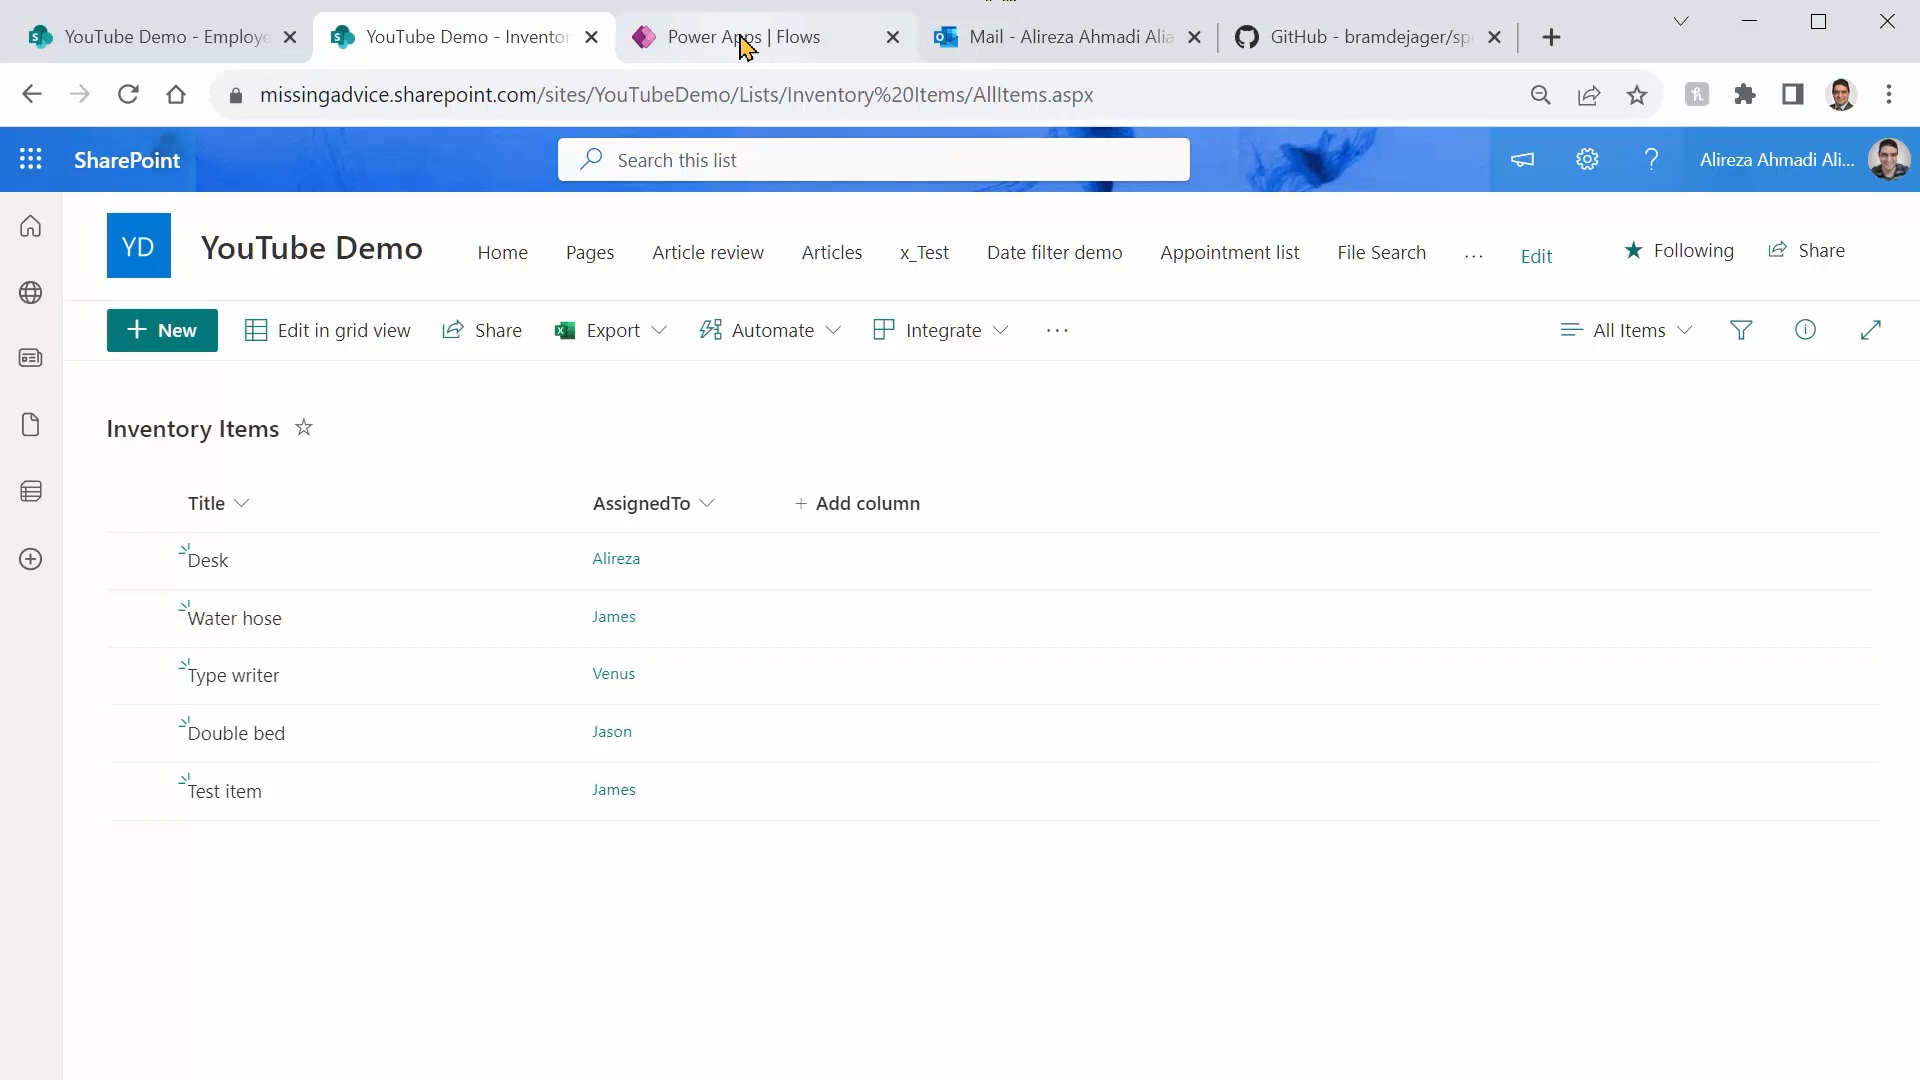 YouTube Demo - Employe
YouTube Demo - Inventor
Power Apps | Flows
Mail - Alireza Ahmadi Alia
GitHub - bramdejager/sp
missingadvice.sharepoint.com/sites/YouTubeDemo/Lists/Inventory%20Items/AllItems.aspx
SharePoint
Search this list
Alireza Ahmadi Ali...
YD
YouTube Demo
Home
Pages
Article review
Articles
x_Test
Date filter demo
Appointment list
File Search
...
Edit
Following
Share
New
Edit in grid view
Share
Export
Automate
Integrate
...
All Items
Inventory Items
Title
AssignedTo
+ Add column
Desk
Alireza
Water hose
James
Type writer
Venus
Double bed
Jason
Test item
James